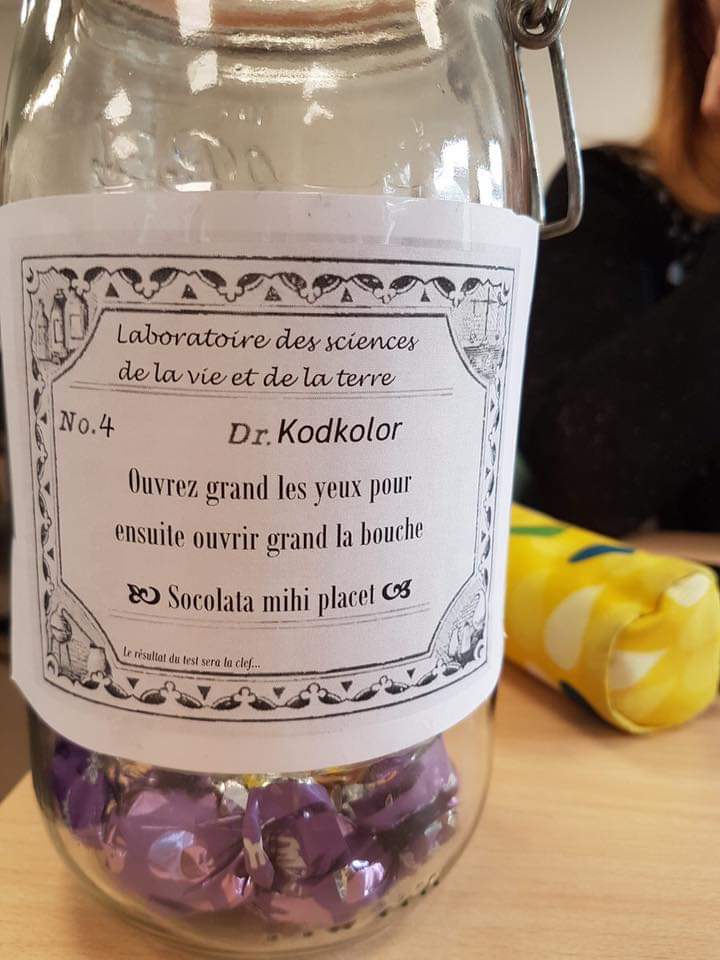 Laboratoire des sciences
de la vie et de la terre
No.4 Dr. Kodkolor
Ouvrez grand les yeux pour
ensuite ouvrir grand la bouche
Socolata mihi placet
Le résultat du test sera la clef...